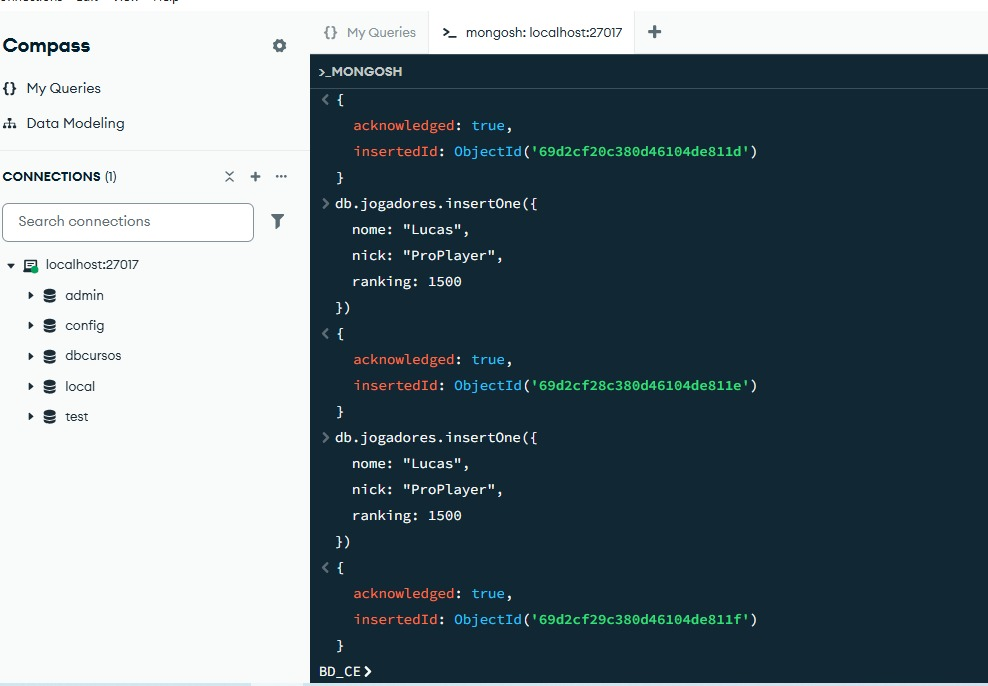 Compass
My Queries
Data Modeling
CONNECTIONS (1)
Search connections
localhost:27017
admin
config
dbcursos
local
test
{} My Queries
>_ mongosh: localhost:27017
>_MONGOSH
{
acknowledged: true,
insertedId: ObjectId('69d2cf20c380d46104de811d')
}
db.jogadores.insertOne({
nome: "Lucas",
nick: "ProPlayer",
ranking: 1500
})
{
acknowledged: true,
insertedId: ObjectId('69d2cf28c380d46104de811e')
}
db.jogadores.insertOne({
nome: "Lucas",
nick: "ProPlayer",
ranking: 1500
})
{
acknowledged: true,
insertedId: ObjectId('69d2cf29c380d46104de811f')
}
BD_CE>